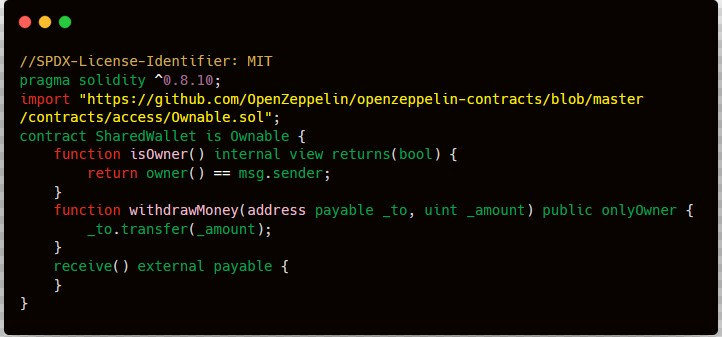 //SPDX-License-Identifier: MIT
pragma solidity ^0.8.10;
import "https://github.com/OpenZeppelin/openzeppelin-contracts/blob/master
/contracts/access/Ownable.sol";
contract SharedWallet is Ownable {
    function isOwner() internal view returns(bool) {
        return owner() == msg.sender;
    }
    function withdrawMoney(address payable _to, uint _amount) public onlyOwner {
        _to.transfer(_amount);
    }
    receive() external payable {
    }
}